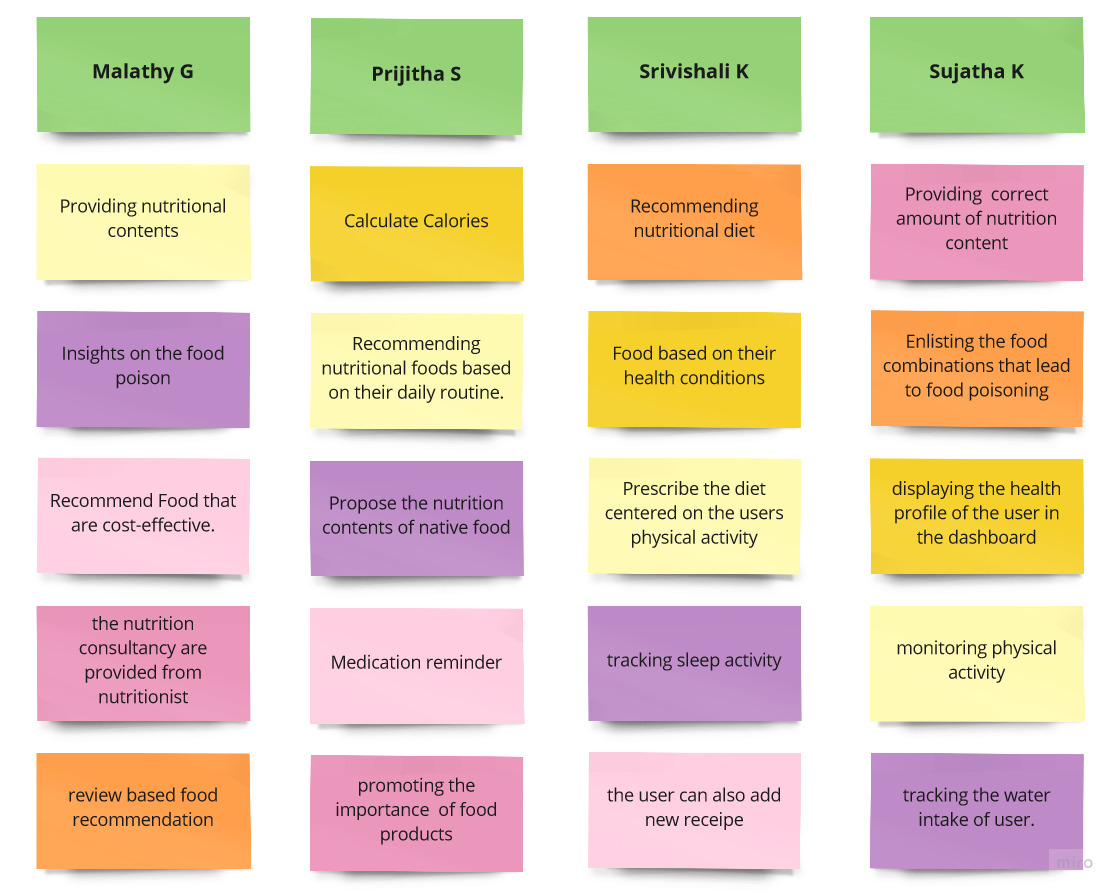 Malathy G
Prijitha S
Srivishali K
Sujatha K
Providing nutritional
contents
Calculate Calories
Recommending
nutritional diet
Providing  correct
amount of nutrition
content
Insights on the food
poison
Recommending
nutritional foods based
on their daily routine.
Food based on their
health conditions
Enlisting the food
combinations that lead
to food poisoning
Recommend Food that
are cost-effective.
Propose the nutrition
contents of native food
Prescribe the diet
centered on the users
physical activity
displaying the health
profile of the user in
the dashboard
the nutrition
consultancy are
provided from
nutritionist
Medication reminder
tracking sleep activity
monitoring physical
activity
review based food
recommendation
promoting the
importance  of food
products
the user can also add
new receipe
tracking the water
intake of user.
miro